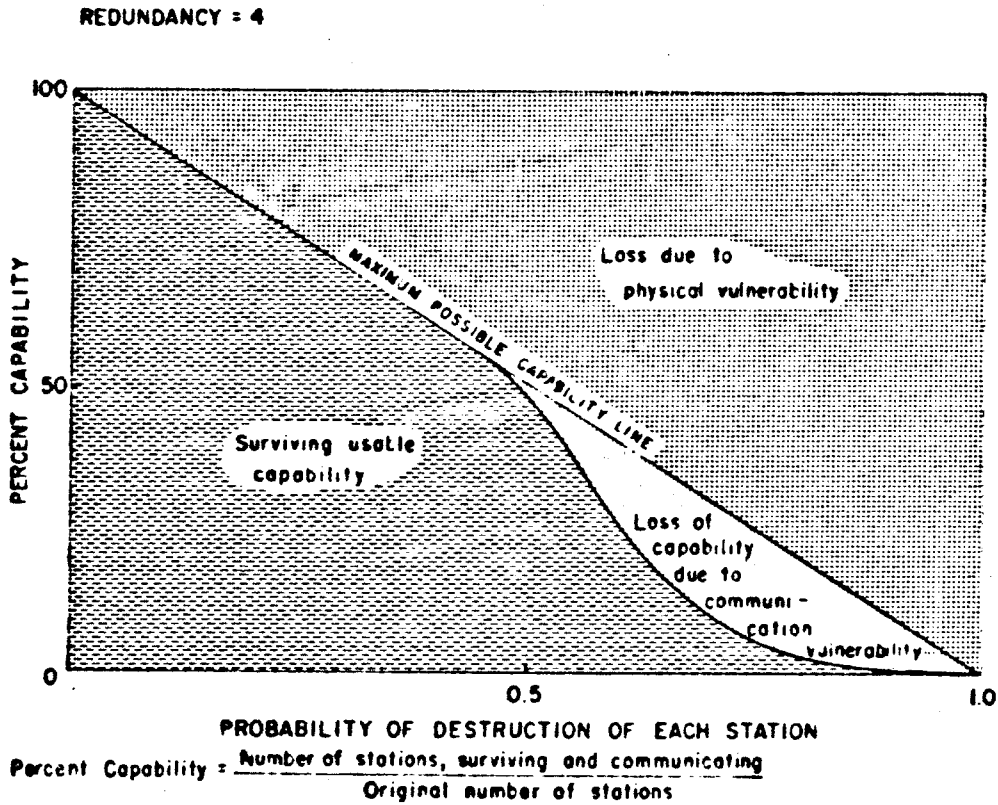 REDUNDANCY = 4
100
MAXIMUM POSSIBLE CAPABILITY LINE
Loss due to
physical vulnerability
PERCENT CAPABILITY
50
Surviving usable
capability
Loss of
capability
due to
communi-
cation
vulnerability
0
0.5
1.0
PROBABILITY OF DESTRUCTION OF EACH STATION
Percent Capability = Number of stations, surviving and communicating
Original number of stations